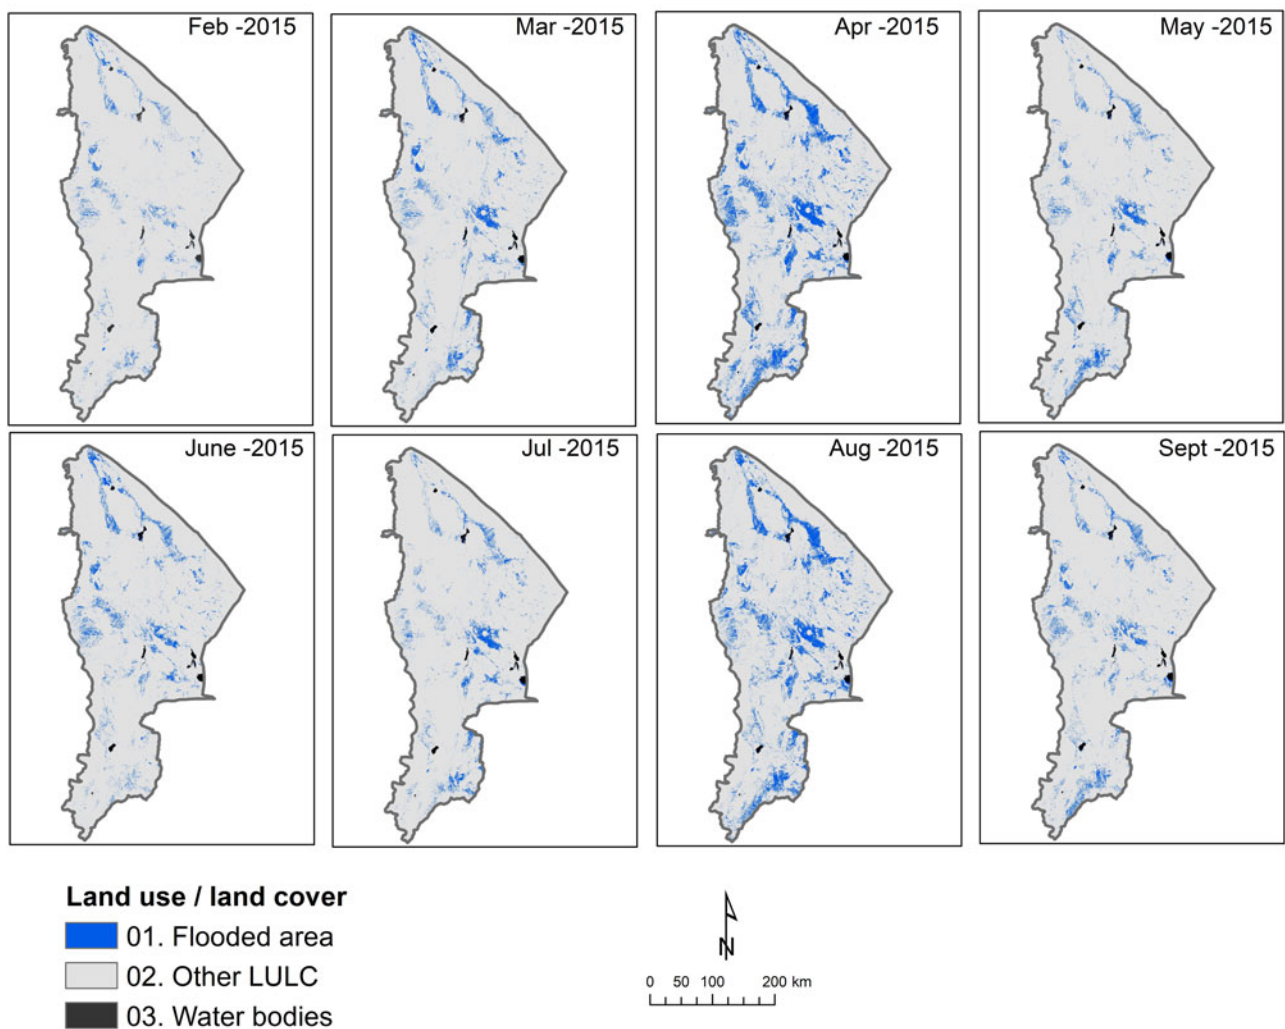 Feb -2015
Mar -2015
Apr -2015
May -2015
June -2015
Jul -2015
Aug -2015
Sept -2015
Land use / land cover
01. Flooded area
02. Other LULC
03. Water bodies
N
0 50 100 200 km